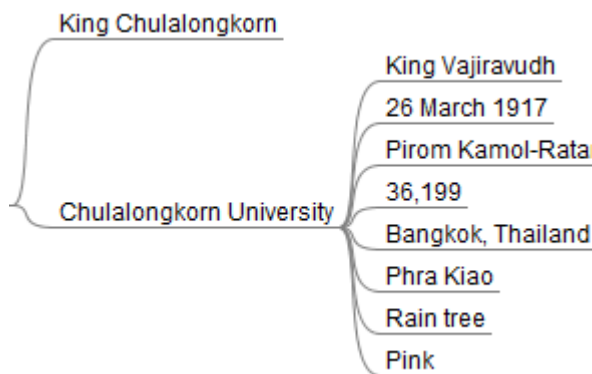 King Chulalongkorn
Chulalongkorn University
King Vajiravudh
26 March 1917
Pirom Kamol-Ratan
36,199
Bangkok, Thailand
Phra Kiao
Rain tree
Pink